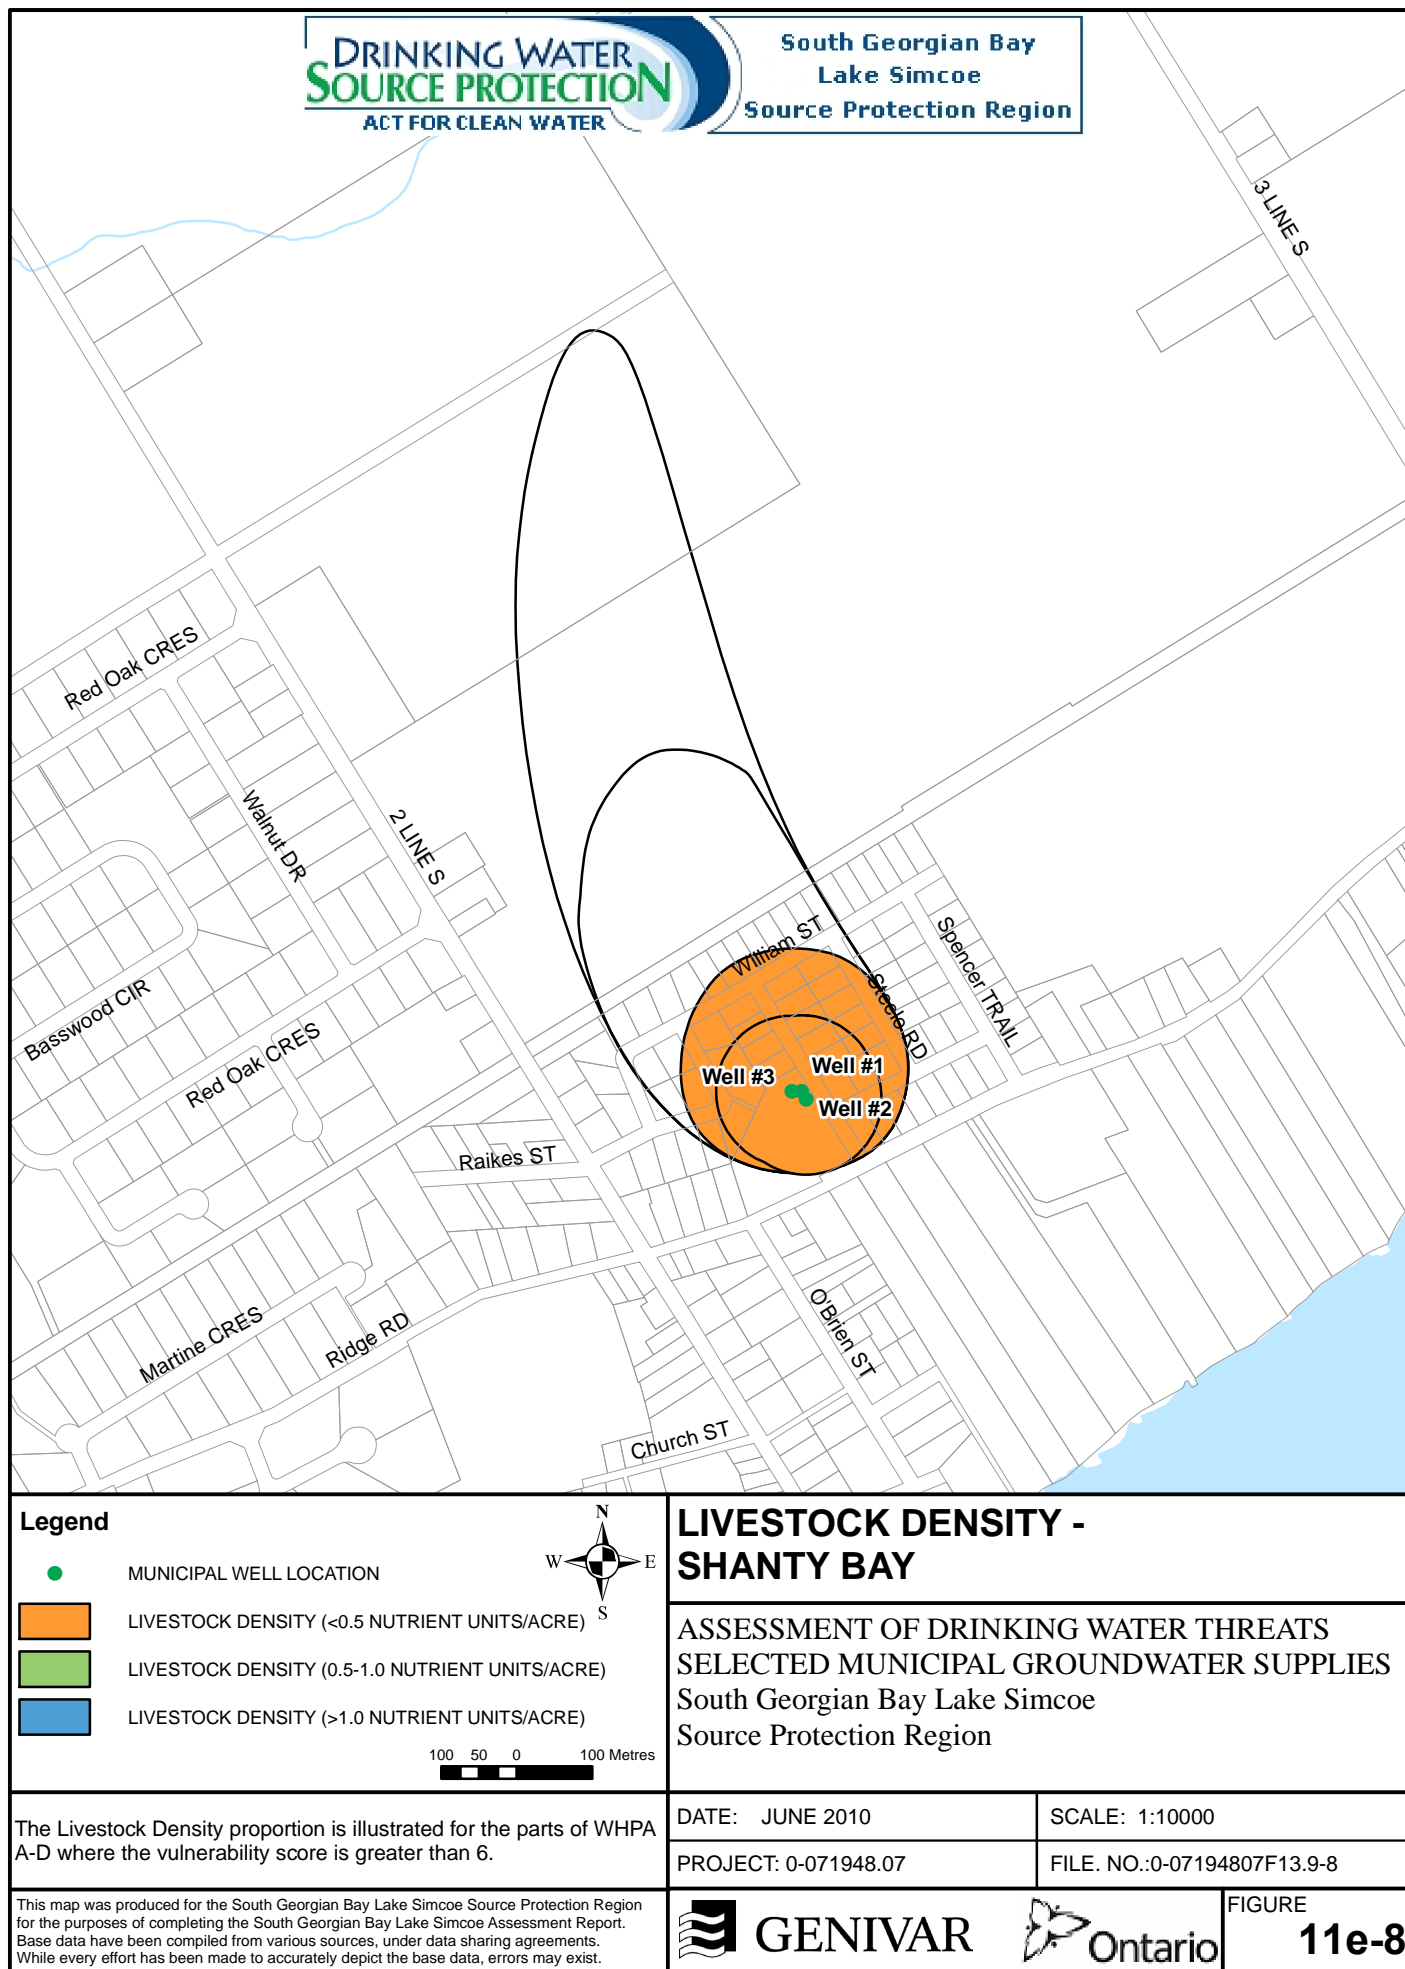 DRINKING WATER
SOURCE PROTECTION
ACT FOR CLEAN WATER
South Georgian Bay
Lake Simcoe
Source Protection Region
3 LINE S
Red Oak CRES
Walnut DR
2 LINE S
William ST
Spencer TRAIL
Steele RD
Basswood CIR
Red Oak CRES
Well #3
Well #1
Well #2
Raikes ST
O'Brien ST
Martine CRES
Ridge RD
Church ST
Legend
N
W
E
S
MUNICIPAL WELL LOCATION
LIVESTOCK DENSITY (<0.5 NUTRIENT UNITS/ACRE)
LIVESTOCK DENSITY (0.5-1.0 NUTRIENT UNITS/ACRE)
LIVESTOCK DENSITY (>1.0 NUTRIENT UNITS/ACRE)
100 50 0 100 Metres
LIVESTOCK DENSITY -
SHANTY BAY
ASSESSMENT OF DRINKING WATER THREATS
SELECTED MUNICIPAL GROUNDWATER SUPPLIES
South Georgian Bay Lake Simcoe
Source Protection Region
The Livestock Density proportion is illustrated for the parts of WHPA
A-D where the vulnerability score is greater than 6.
DATE: JUNE 2010
SCALE: 1:10000
PROJECT: 0-071948.07
FILE. NO.:0-07194807F13.9-8
This map was produced for the South Georgian Bay Lake Simcoe Source Protection Region
for the purposes of completing the South Georgian Bay Lake Simcoe Assessment Report.
Base data have been compiled from various sources, under data sharing agreements.
While every effort has been made to accurately depict the base data, errors may exist.
GENIVAR
Ontario
FIGURE
11e-8